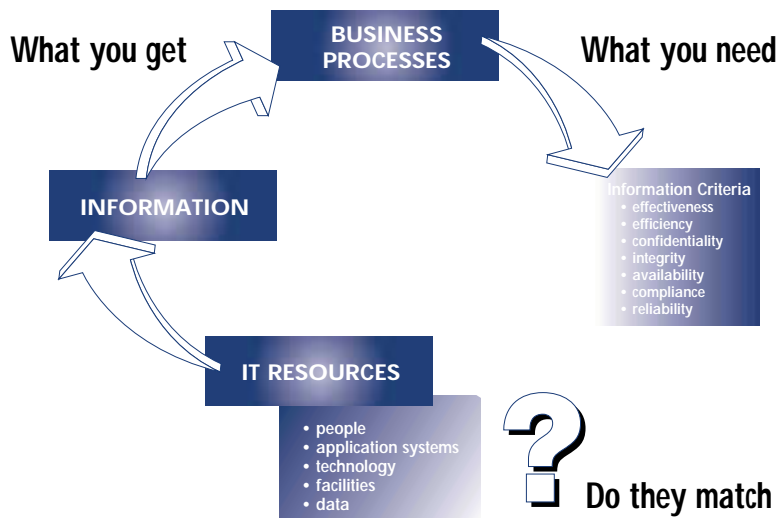 What you get
BUSINESS
PROCESSES
What you need
INFORMATION
Information Criteria
• effectiveness
• efficiency
• confidentiality
• integrity
• availability
• compliance
• reliability
IT RESOURCES
• people
• application systems
• technology
• facilities
• data
?
Do they match